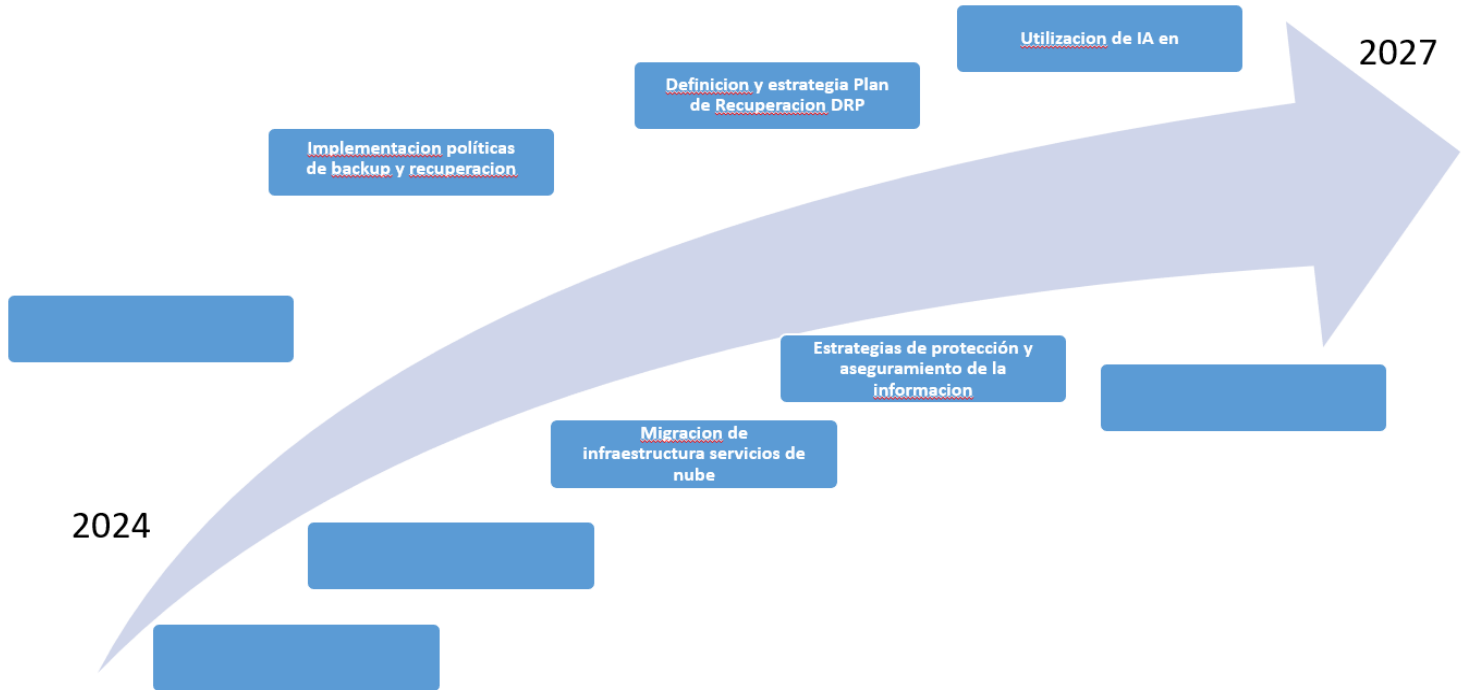 Utilizacion de IA en
2027
Definicion y estrategia Plan
de Recuperacion DRP
Implementacion políticas
de backup y recuperacion
Estrategias de protección y
aseguramiento de la
informacion
Migracion de
infraestructura servicios de
nube
2024